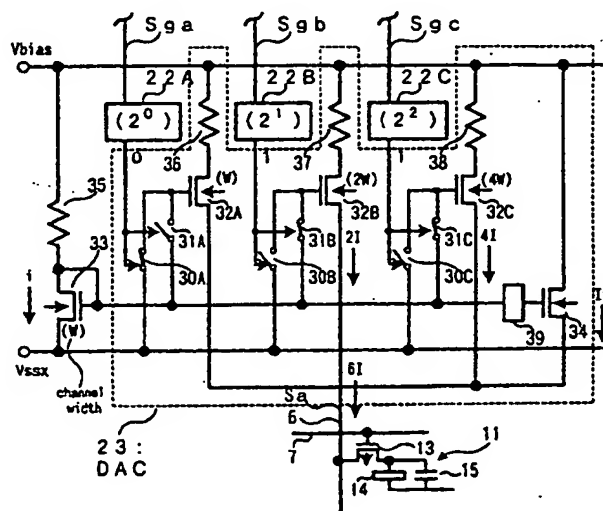 Sga Sgb Sgc
Vbias
22A 22B 22C
(2⁰) (2¹) (2²)
0 36 1 37 1 38
35
(W) (2W) (4W)
32A 32B 32C
33
31A 31B 31C
2I 4I
30A 30B 30C
i
34
I
(W)
39
Vssx
channel width
6I
Sa
6
23: DAC
7
13 11
15
14